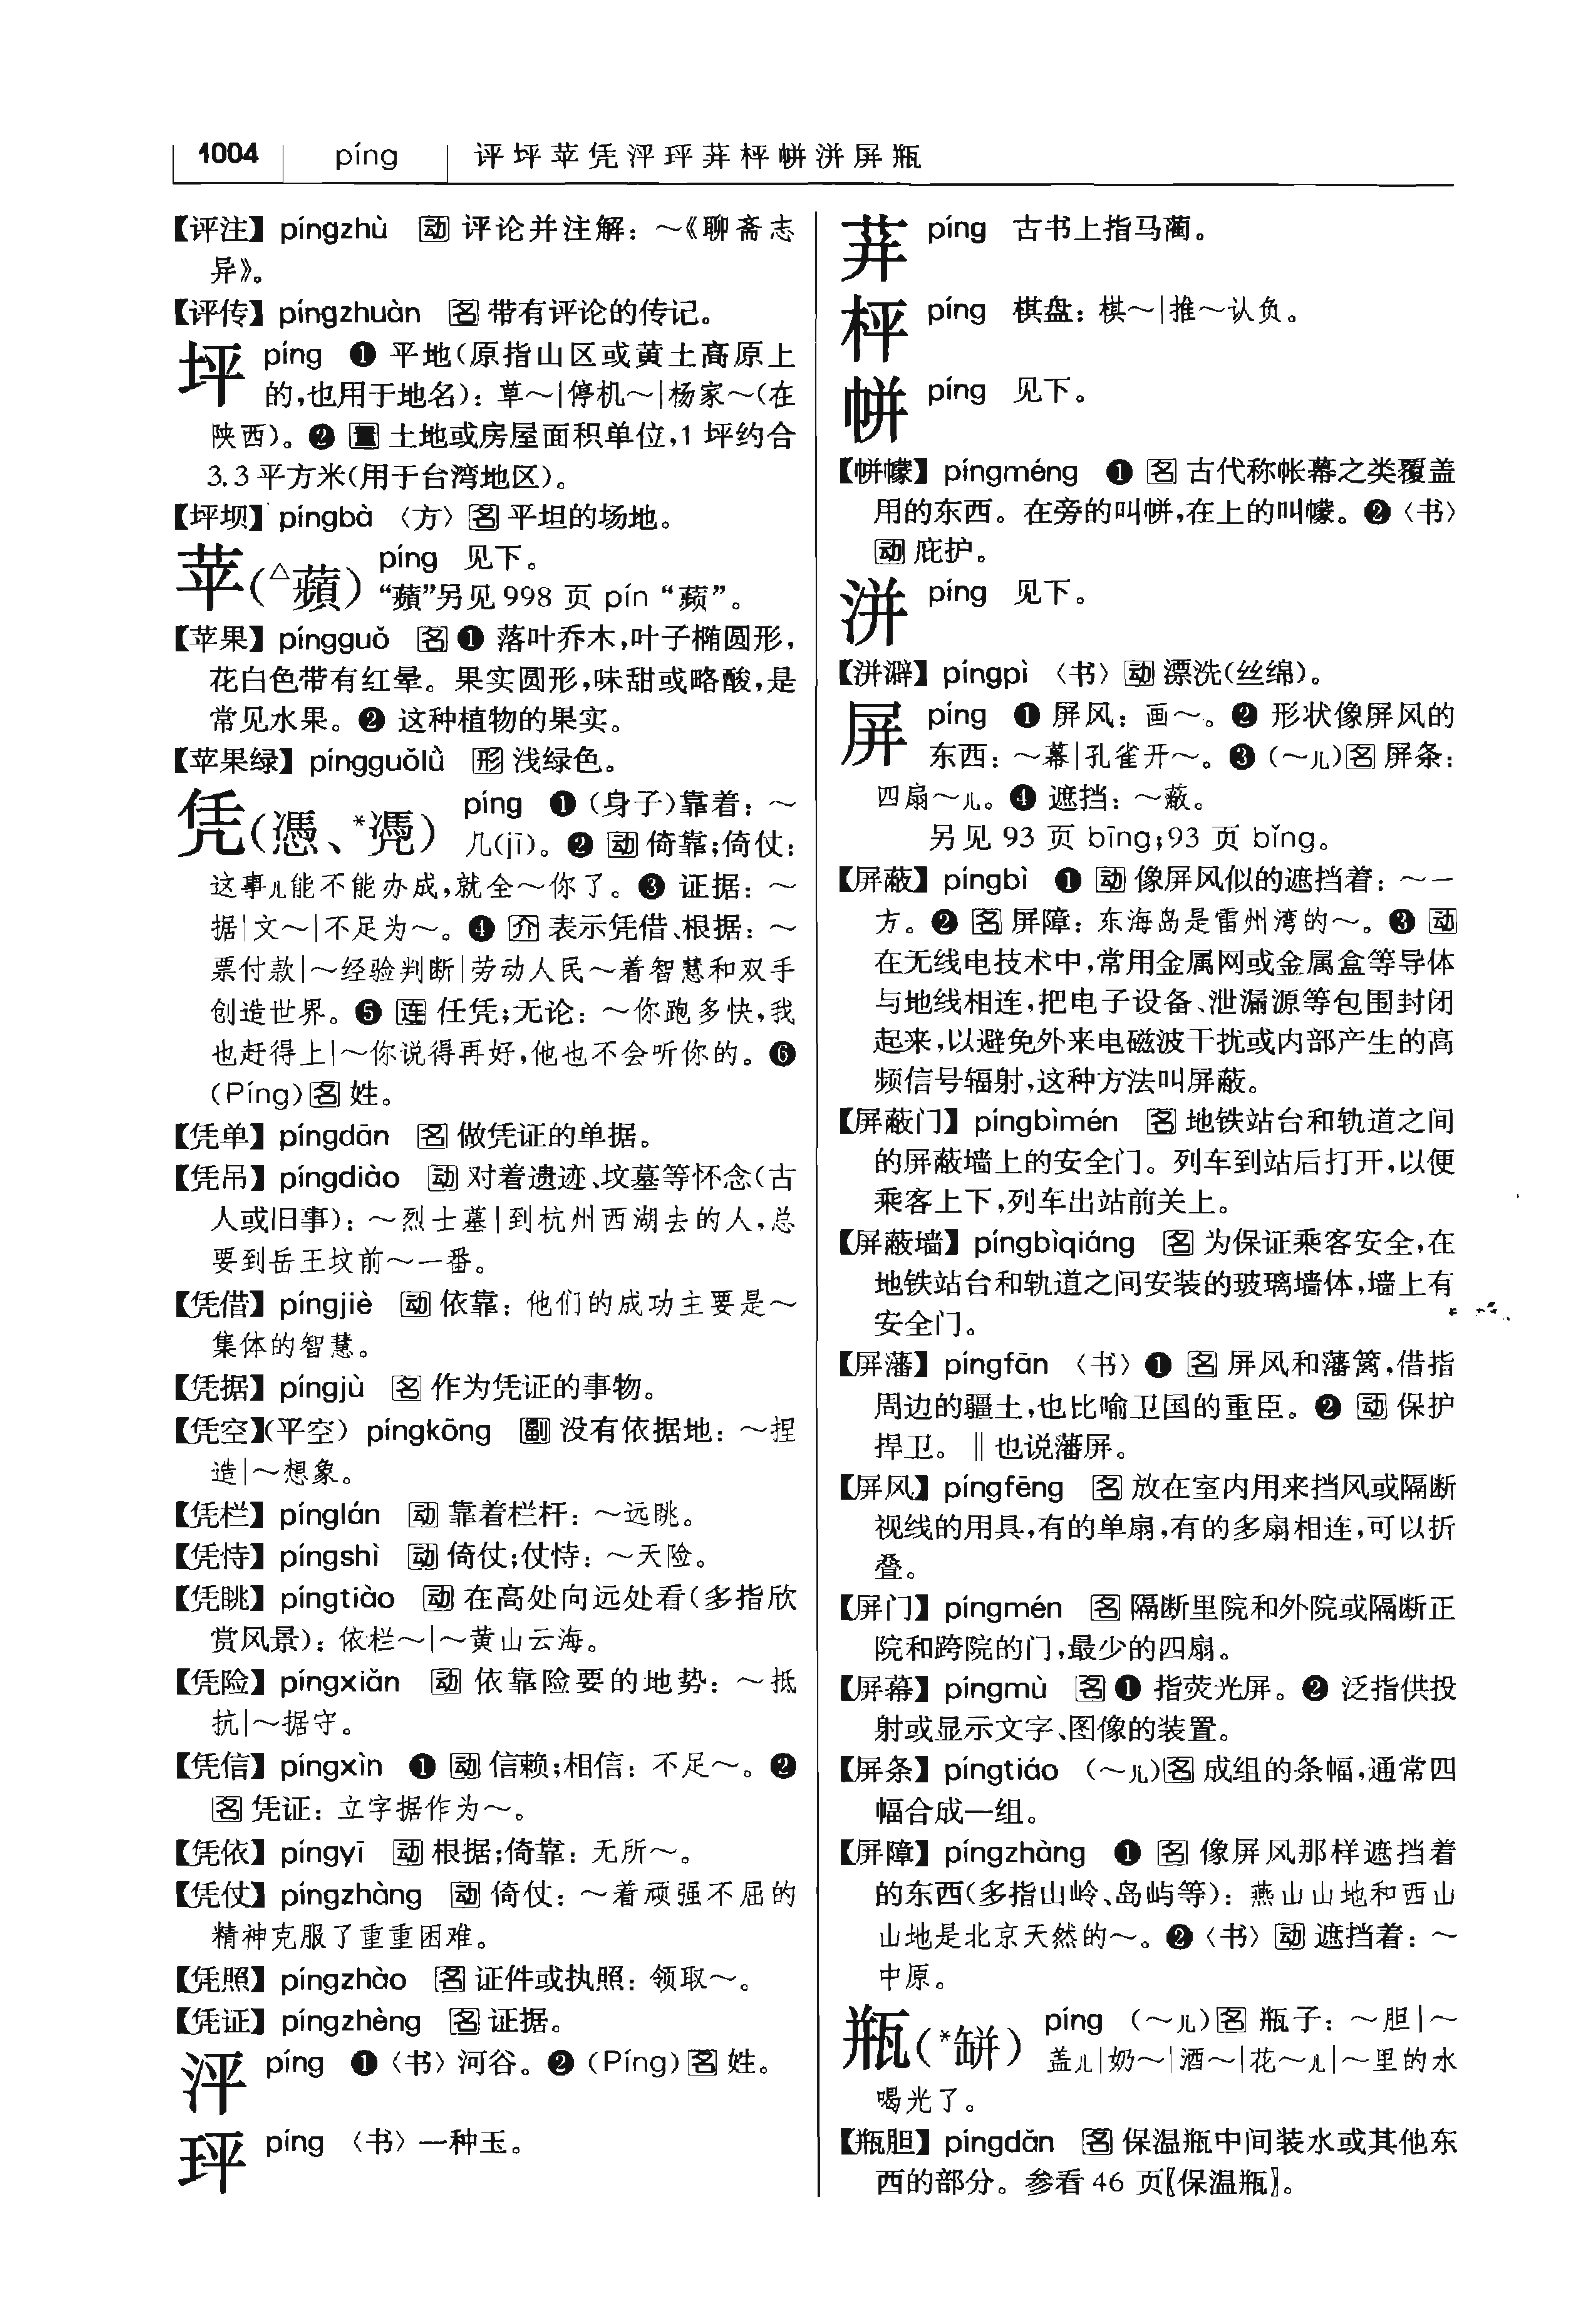 1004 píng 评坪苹凭泙玶荓枰帡洴屏瓶
【评注】 píngzhù 动 评论并注解：～《聊斋志
异》。
【评传】 píngzhuàn 名 带有评论的传记。
坪 píng ❶ 平地(原指山区或黄土高原上
的,也用于地名)：草～|停机～|杨家～(在
陕西)。❷ 量 土地或房屋面积单位,1 坪约合
3.3 平方米(用于台湾地区)。
【坪坝】 píngbà 〈方〉名 平坦的场地。
苹(△蘋) píng 见下。
“蘋”另见 998 页 pín “蘋”。
【苹果】 píngguǒ 名 ❶ 落叶乔木,叶子椭圆形,
花白色带有红晕。果实圆形,味甜或略酸,是
常见水果。❷ 这种植物的果实。
【苹果绿】 píngguǒlǜ 形 浅绿色。
凭(憑、*凴) píng ❶ (身子)靠着：～
几(jī)。❷ 动 倚靠;倚仗：
这事儿能不能办成,就全～你了。❸ 证据：～
据|文～|不足为～。❹ 介 表示凭借、根据：～
票付款|～经验判断|劳动人民～着智慧和双手
创造世界。❺ 连 任凭;无论：～你跑多快,我
也赶得上|～你说得再好,他也不会听你的。❻
(Píng)名 姓。
【凭单】 píngdān 名 做凭证的单据。
【凭吊】 píngdiào 动 对着遗迹、坟墓等怀念(古
人或旧事)：～烈士墓|到杭州西湖去的人,总
要到岳王坟前～一番。
【凭借】 píngjiè 动 依靠：他们的成功主要是～
集体的智慧。
【凭据】 píngjù 名 作为凭证的事物。
【凭空】(平空) píngkōng 副 没有依据地：～捏
造|～想象。
【凭栏】 pínglán 动 靠着栏杆：～远眺。
【凭恃】 píngshì 动 倚仗;仗恃：～天险。
【凭眺】 píngtiào 动 在高处向远处看(多指欣
赏风景)：依栏～|～黄山云海。
【凭险】 píngxiǎn 动 依靠险要的地势：～抵
抗|～据守。
【凭信】 píngxìn ❶ 动 信赖;相信：不足～。❷
名 凭证：立字据作为～。
【凭依】 píngyī 动 根据;倚靠：无所～。
【凭仗】 píngzhàng 动 倚仗：～着顽强不屈的
精神克服了重重困难。
【凭照】 píngzhào 名 证件或执照：领取～。
【凭证】 píngzhèng 名 证据。
泙 píng ❶〈书〉河谷。❷ (Píng)名 姓。
玶 píng 〈书〉一种玉。
荓 píng 古书上指马蔺。
枰 píng 棋盘：棋～|推～认负。
帡 píng 见下。
【帡幪】 píngméng ❶ 名 古代称帐幕之类覆盖
用的东西。在旁的叫帡,在上的叫幪。❷〈书〉
动 庇护。
洴 píng 见下。
【洴澼】 píngpì 〈书〉动 漂洗(丝绵)。
屏 píng ❶ 屏风：画～。❷ 形状像屏风的
东西：～幕|孔雀开～。❸ (～儿)名 屏条：
四扇～儿。❹ 遮挡：～蔽。
另见 93 页 bīng;93 页 bǐng。
【屏蔽】 píngbì ❶ 动 像屏风似的遮挡着：～一
方。❷ 名 屏障：东海岛是雷州湾的～。❸ 动
在无线电技术中,常用金属网或金属盒等导体
与地线相连,把电子设备、泄漏源等包围封闭
起来,以避免外来电磁波干扰或内部产生的高
频信号辐射,这种方法叫屏蔽。
【屏蔽门】 píngbìmén 名 地铁站台和轨道之间
的屏蔽墙上的安全门。列车到站后打开,以便
乘客上下,列车出站前关上。
【屏蔽墙】 píngbìqiáng 名 为保证乘客安全,在
地铁站台和轨道之间安装的玻璃墙体,墙上有
安全门。
【屏藩】 píngfān 〈书〉❶ 名 屏风和藩篱,借指
周边的疆土,也比喻卫国的重臣。❷ 动 保护
捍卫。‖也说藩屏。
【屏风】 píngfēng 名 放在室内用来挡风或隔断
视线的用具,有的单扇,有的多扇相连,可以折
叠。
【屏门】 píngmén 名 隔断里院和外院或隔断正
院和跨院的门,最少的四扇。
【屏幕】 píngmù 名 ❶ 指荧光屏。❷ 泛指供投
射或显示文字、图像的装置。
【屏条】 píngtiáo (～儿)名 成组的条幅,通常四
幅合成一组。
【屏障】 píngzhàng ❶ 名 像屏风那样遮挡着
的东西(多指山岭、岛屿等)：燕山山地和西山
山地是北京天然的～。❷〈书〉动 遮挡着：～
中原。
瓶(*缾) píng (～儿)名 瓶子：～胆|～
盖儿|奶～|酒～|花～儿|～里的水
喝光了。
【瓶胆】 píngdǎn 名 保温瓶中间装水或其他东
西的部分。参看 46 页〖保温瓶〗。